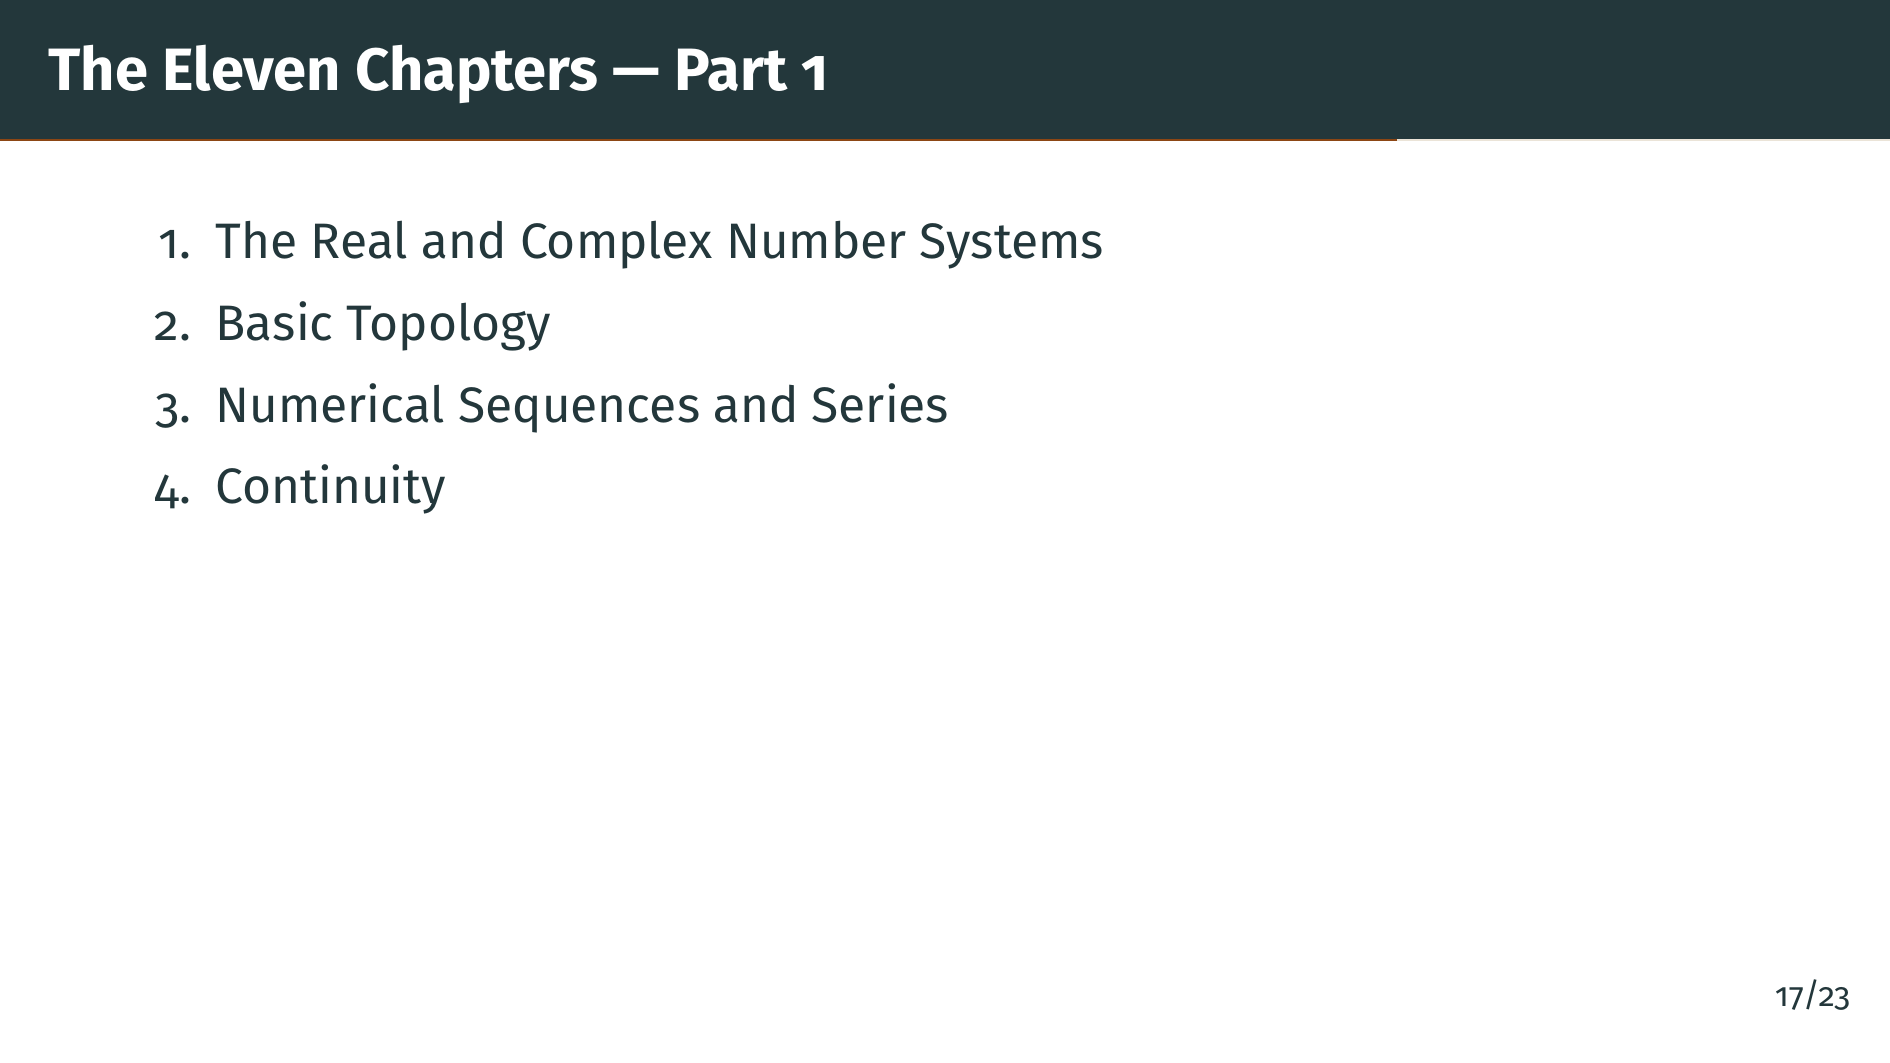 The Eleven Chapters — Part 1
1. The Real and Complex Number Systems
2. Basic Topology
3. Numerical Sequences and Series
4. Continuity
17/23